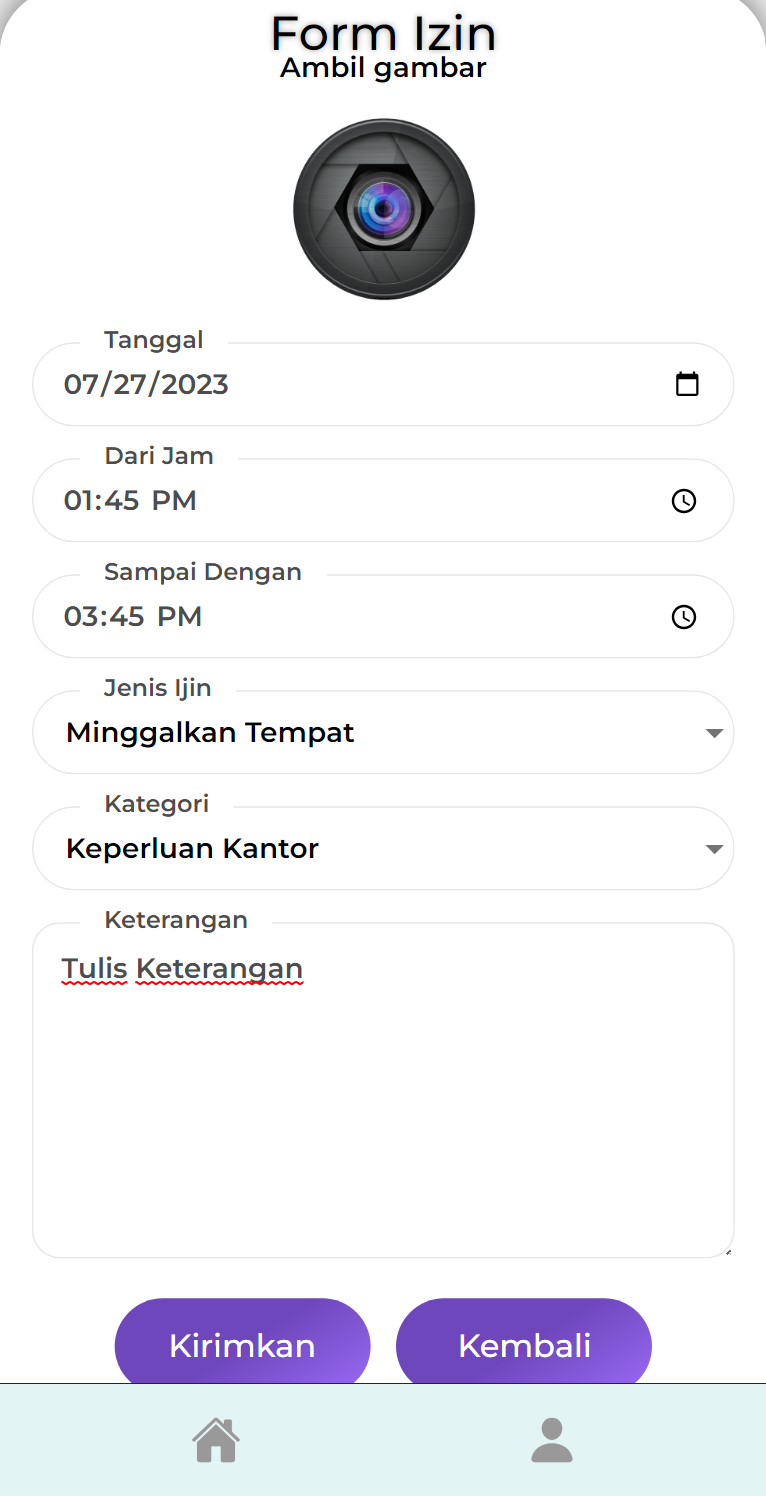 Form Izin
Ambil gambar
Tanggal
07/27/2023
Dari Jam
01:45 PM
Sampai Dengan
03:45 PM
Jenis Ijin
Minggalkan Tempat
Kategori
Keperluan Kantor
Keterangan
Tulis Keterangan
Kirimkan Kembali